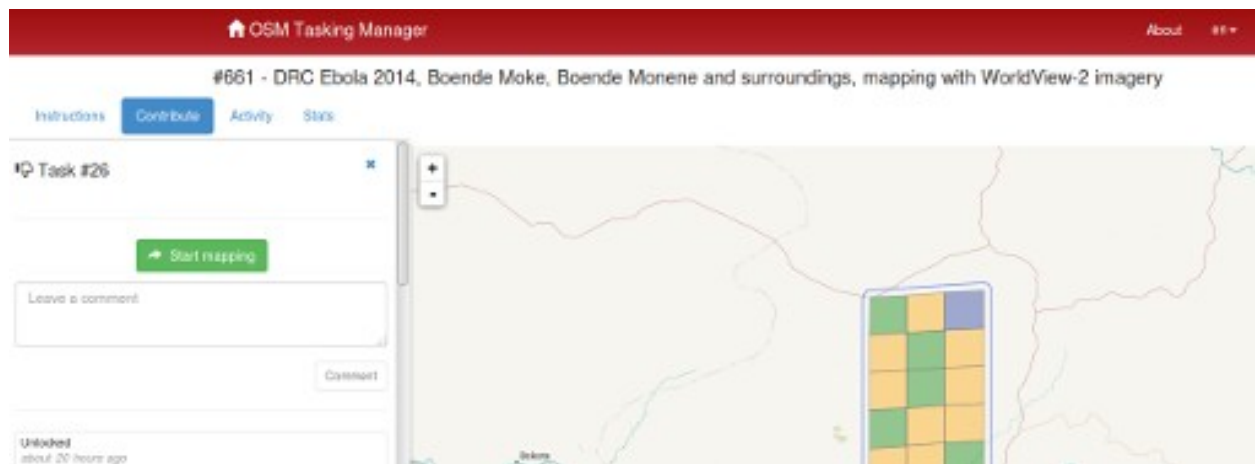 OSM Tasking Manager
About
#661 - DRC Ebola 2014, Boende Moke, Boende Monene and surroundings, mapping with WorldView-2 imagery
Instructions Contribute Activity Stats
Task #26
+
-
Start mapping
Leave a comment
Comment
Unlocked
about 20 hours ago